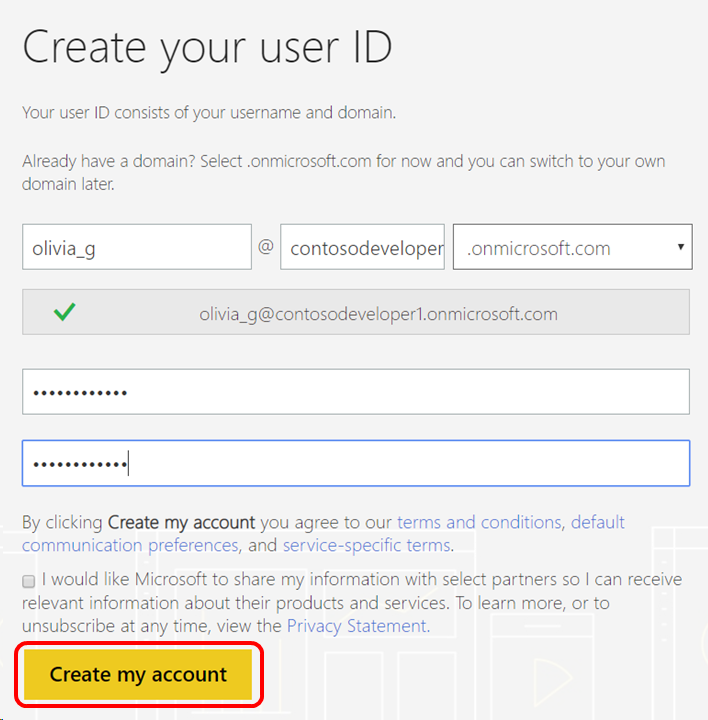 Create your user ID
Your user ID consists of your username and domain.
Already have a domain? Select .onmicrosoft.com for now and you can switch to your own
domain later.
olivia_g @ contosodeveloper .onmicrosoft.com
olivia_g@contosodeveloper1.onmicrosoft.com
••••••••••••
••••••••••••
By clicking Create my account you agree to our terms and conditions, default
communication preferences, and service-specific terms.
I would like Microsoft to share my information with select partners so I can receive
relevant information about their products and services. To learn more, or to
unsubscribe at any time, view the Privacy Statement.
Create my account